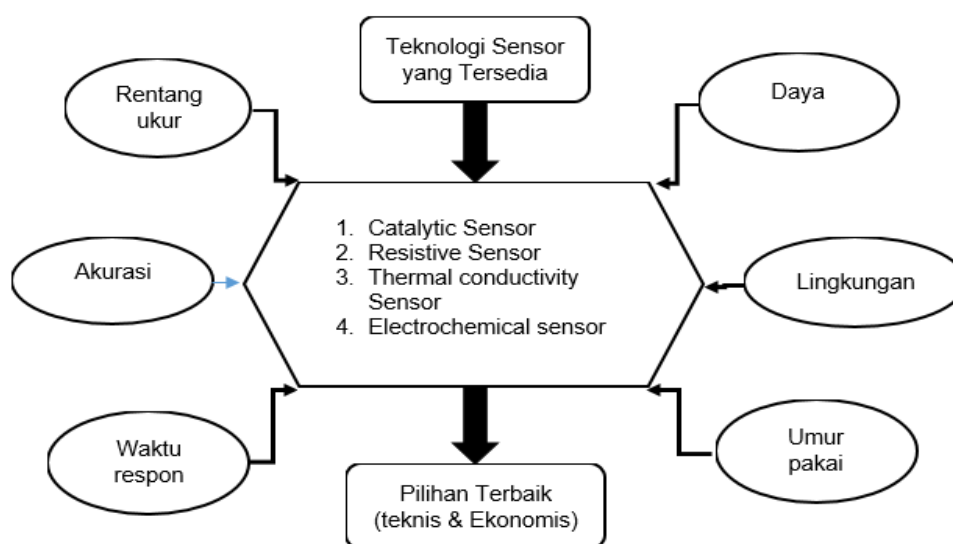 Teknologi Sensor
yang Tersedia
Rentang
ukur
Daya
1. Catalytic Sensor
2. Resistive Sensor
3. Thermal conductivity
Sensor
4. Electrochemical sensor
Akurasi
Lingkungan
Waktu
respon
Umur
pakai
Pilihan Terbaik
(teknis & Ekonomis)